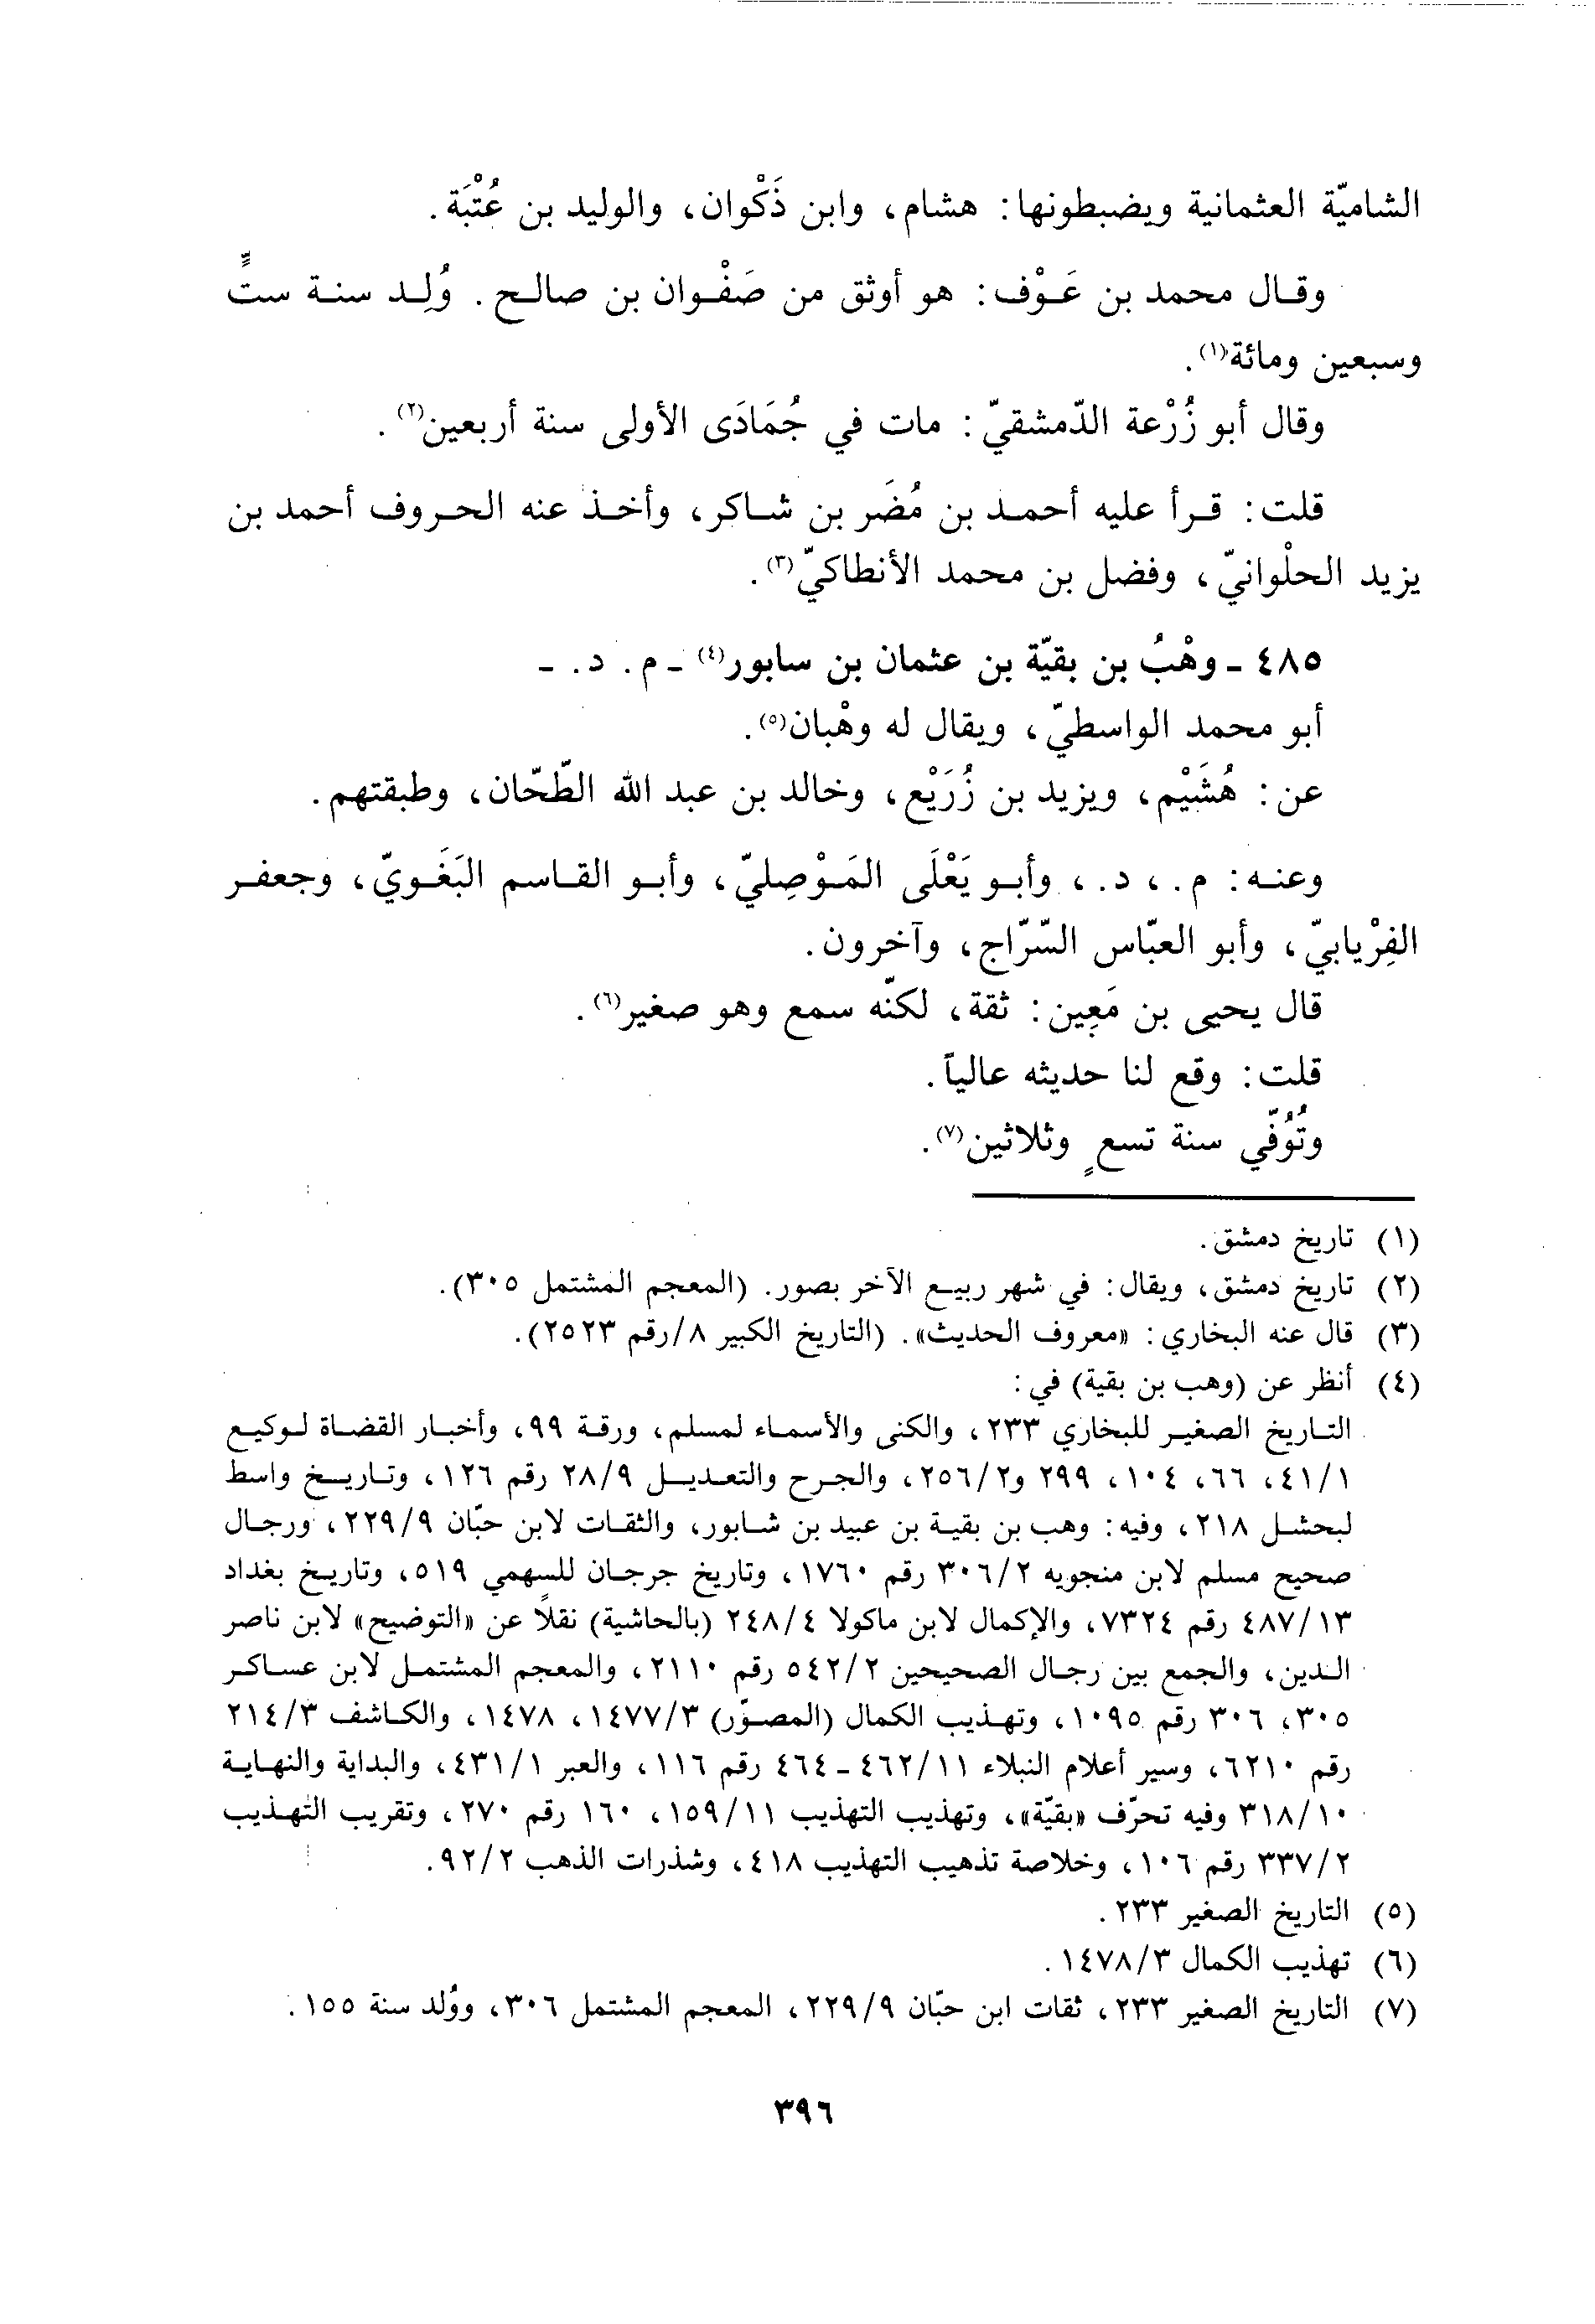 الشاميّة العثمانية ويضبطونها: هشام، وابن ذَكْوان، والوليد بن عُتْبَة.
وقال محمد بن عَوْف: هو أوثق من صَفْوان بن صالح. وُلِد سنة ستٍّ
وسبعين ومائة(١).
وقال أبو زُرْعة الدّمشقيّ: مات في جُمَادَى الأولى سنة أربعين(٢).
قلت: قرأ عليه أحمد بن مُضَر بن شاكر، وأخذ عنه الحروف أحمد بن
يزيد الحلْوانيّ، وفضل بن محمد الأنطاكيّ(٣).
٤٨٥ - وهْبُ بن بقيّة بن عثمان بن سابور(٤) - م. د. -
أبو محمد الواسطيّ، ويقال له وهْبان(٥).
عن: هُشَيْم، ويزيد بن زُرَيْع، وخالد بن عبد الله الطّحّان، وطبقتهم.
وعنه: م.، د.، وأبو يَعْلَى المَوْصِليّ، وأبو القاسم البَغَويّ، وجعفر
الفِرْيابيّ، وأبو العبّاس السّرّاج، وآخرون.
قال يحيى بن مَعِين: ثقة، لكنّه سمع وهو صغير(٦).
قلت: وقع لنا حديثه عالياً.
وتُوُفّي سنة تسعٍ وثلاثين(٧).
(١) تاريخ دمشق.
(٢) تاريخ دمشق، ويقال: في شهر ربيع الآخر بصور. (المعجم المشتمل ٣٠٥).
(٣) قال عنه البخاري: «معروف الحديث». (التاريخ الكبير ٨/رقم ٢٥٢٣).
(٤) أنظر عن (وهب بن بقية) في:
التاريخ الصغير للبخاري ٢٣٣، والكنى والأسماء لمسلم، ورقة ٩٩، وأخبار القضاة لوكيع
٤١/١، ٦٦، ١٠٤، ٢٩٩ و٢٥٦/٢، والجرح والتعديل ٢٨/٩ رقم ١٢٦، وتاريخ واسط
لبحشل ٢١٨، وفيه: وهب بن بقية بن عبيد بن شابور، والثقات لابن حبّان ٢٢٩/٩، ورجال
صحيح مسلم لابن منجويه ٣٠٦/٢ رقم ١٧٦٠، وتاريخ جرجان للسهمي ٥١٩، وتاريخ بغداد
٤٨٧/١٣ رقم ٧٣٢٤، والإكمال لابن ماكولا ٢٤٨/٤ (بالحاشية) نقلاً عن «التوضيح» لابن ناصر
الدين، والجمع بين رجال الصحيحين ٥٤٢/٢ رقم ٢١١٠، والمعجم المشتمل لابن عساكر
٣٠٥، ٣٠٦ رقم ١٠٩٥، وتهذيب الكمال (المصوّر) ١٤٧٧/٣، ١٤٧٨، والكاشف ٢١٤/٣
رقم ٦٢١٠، وسير أعلام النبلاء ٤٦٢/١١ - ٤٦٤ رقم ١١٦، والعبر ٤٣١/١، والبداية والنهاية
٣١٨/١٠ وفيه تحرّف «بقيّة»، وتهذيب التهذيب ١٥٩/١١، ١٦٠ رقم ٢٧٠، وتقريب التهذيب
٣٣٧/٢ رقم ١٠٦، وخلاصة تذهيب التهذيب ٤١٨، وشذرات الذهب ٩٢/٢.
(٥) التاريخ الصغير ٢٣٣.
(٦) تهذيب الكمال ١٤٧٨/٣.
(٧) التاريخ الصغير ٢٣٣، ثقات ابن حبّان ٢٢٩/٩، المعجم المشتمل ٣٠٦، ووُلد سنة ١٥٥.
٣٩٦